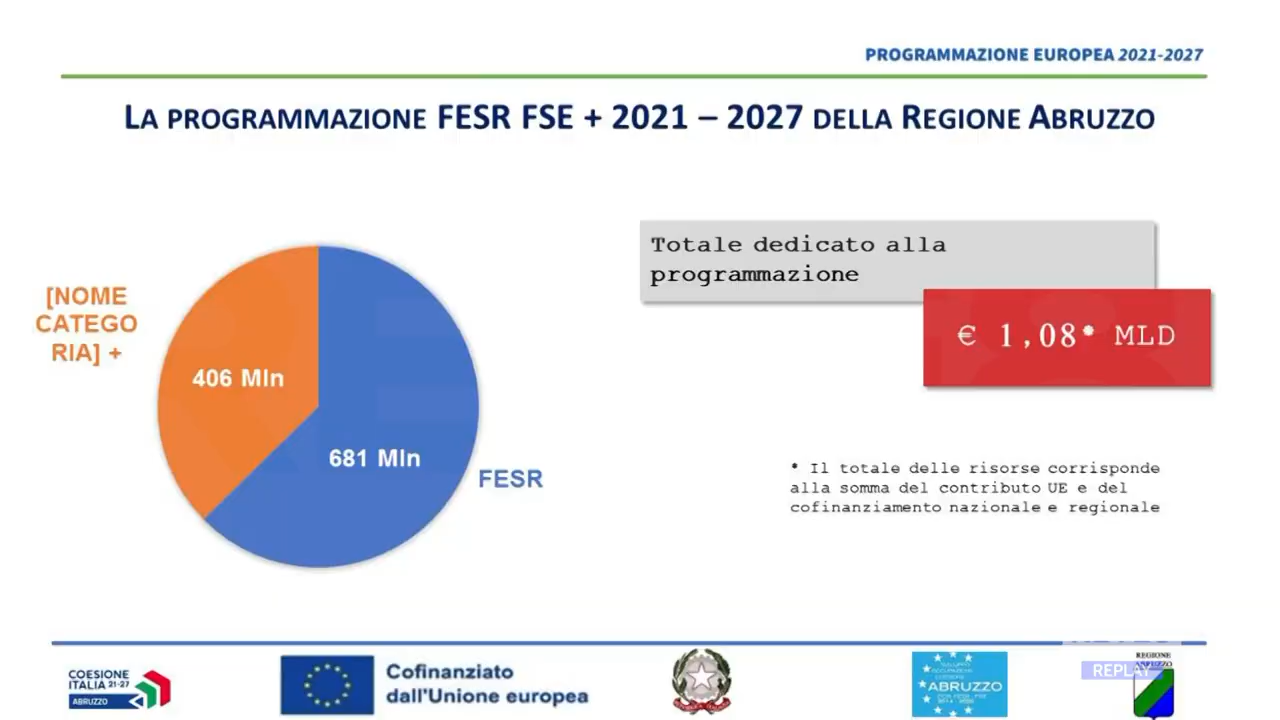 PROGRAMMAZIONE EUROPEA 2021-2027
LA PROGRAMMAZIONE FESR FSE + 2021 – 2027 DELLA REGIONE ABRUZZO
[NOME
CATEGO
RIA] +
406 Mln
681 Mln
FESR
Totale dedicato alla
programmazione
€ 1,08* MLD
* Il totale delle risorse corrisponde
alla somma del contributo UE e del
cofinanziamento nazionale e regionale
COESIONE
ITALIA 21-27
ABRUZZO
Cofinanziato
dall'Unione europea
ABRUZZO
REGIONE
ABRUZZO
REPLAY